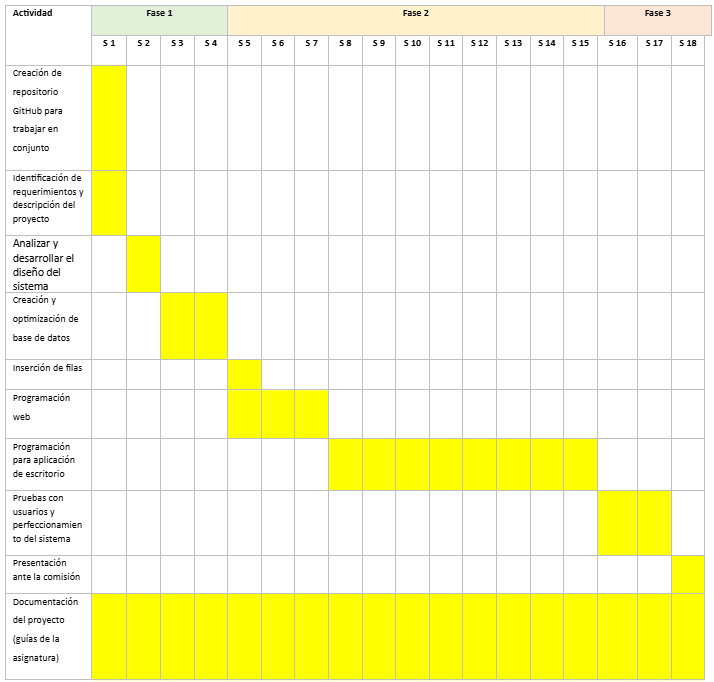 Actividad Fase 1 Fase 2 Fase 3
S 1 S 2 S 3 S 4 S 5 S 6 S 7 S 8 S 9 S 10 S 11 S 12 S 13 S 14 S 15 S 16 S 17 S 18
Creación de
repositorio
GitHub para
trabajar en
conjunto
Identificación de
requerimientos y
descripción del
proyecto
Analizar y
desarrollar el
diseño del
sistema
Creación y
optimización de
base de datos
Inserción de filas
Programación
web
Programación
para aplicación
de escritorio
Pruebas con
usuarios y
perfeccionamien
to del sistema
Presentación
ante la comisión
Documentación
del proyecto
(guías de la
asignatura)